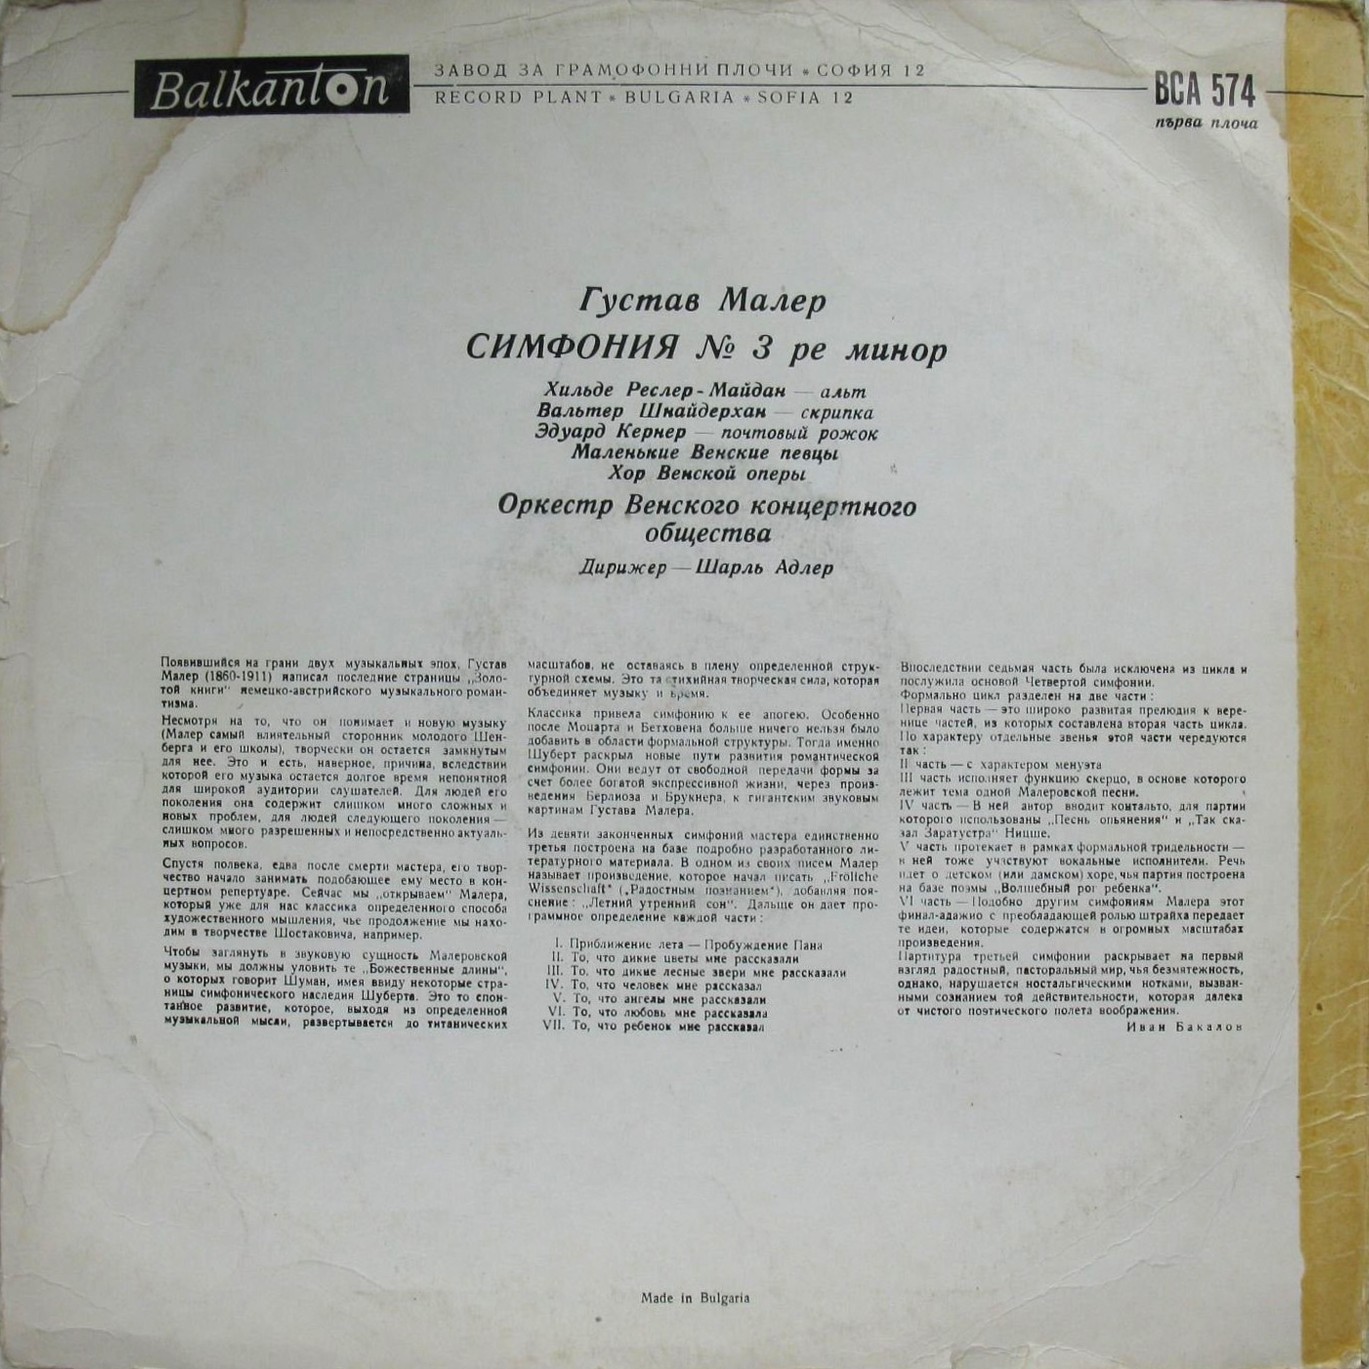 Balkanton
ЗАВОД ЗА ГРАМОФОННИ ПЛОЧИ * СОФИЯ 12
RECORD PLANT * BULGARIA * SOFIA 12
ВСА 574
първа плоча
Густав Малер
СИМФОНИЯ № 3 ре минор
Хильде Реслер-Майдан — альт
Вальтер Шнайдерхан — скрипка
Эдуард Кернер — почтовый рожок
Маленькие Венские певцы
Хор Венской оперы
Оркестр Венского концертного
общества
Дирижер — Шарль Адлер
Появившийся на грани двух музыкальных эпох, Густав
Малер (1860-1911) написал последние страницы „Золо-
той книги“ немецко-австрийского музыкального роман-
тизма.
Несмотря на то, что он понимает и новую музыку
(Малер самый влиятельный сторонник молодого Шен-
берга и его школы), творчески он остается замкнутым
для нее. Это и есть, наверное, причина, вследствии
которой его музыка остается долгое время непонятной
для широкой аудитории слушателей. Для людей его
поколения она содержит слишком много сложных и
новых проблем, для людей следующего поколения —
слишком много разрешенных и непосредственно актуаль-
ных вопросов.
Спустя полвека, едва после смерти мастера, его твор-
чество начало занимать подобающее ему место в кон-
цертном репертуаре. Сейчас мы „открываем“ Малера,
который уже для нас классика определенного способа
художественного мышления, чье продолжение мы нахо-
дим в творчестве Шостаковича, например.
Чтобы заглянуть в звуковую сущность Малеровской
музыки, мы должны уловить те „Божественные длины“,
о которых говорит Шуман, имея ввиду некоторые стра-
ницы симфонического наследия Шуберта. Это то спон-
танное развитие, которое, выходя из определенной
музыкальной мысли, развертывается до титанических
масштабов, не оставаясь в плену определенной струк-
турной схемы. Это та стихийная творческая сила, которая
объединяет музыку и время.
Классика привела симфонию к ее апогею. Особенно
после Моцарта и Бетховена больше ничего нельзя было
добавить в области формальной структуры. Тогда именно
Шуберт раскрыл новые пути развития романтической
симфонии. Они ведут от свободной передачи формы за
счет более богатой экспрессивной жизни, через произ-
ведения Берлиоза и Брукнера, к гигантским звуковым
картинам Густава Малера.
Из девяти законченных симфоний мастера единственно
третья построена на базе подробно разработанного ли-
тературного материала. В одном из своих писем Малер
называет произведение, которое начал писать „Fröliche
Wissenschaft“ („Радостным познанием“), добавляя поя-
снение: „Летний утренний сон“. Дальше он дает про-
граммное определение каждой части:
I. Приближение лета — Пробуждение Пана
II. То, что дикие цветы мне рассказали
III. То, что дикие лесные звери мне рассказали
IV. То, что человек мне рассказал
V. То, что ангелы мне рассказали
VI. То, что любовь мне рассказала
VII. То, что ребенок мне рассказал
Впоследствии седьмая часть была исключена из цикла и
послужила основой Четвертой симфонии.
Формально цикл разделен на две части:
Первая часть — это широко развитая прелюдия к вере-
нице частей, из которых составлена вторая часть цикла.
По характеру отдельные звенья этой части чередуются
так:
II часть — с характером менуэта
III часть исполняет функцию скерцо, в основе которого
лежит тема одной Малеровской песни.
IV часть — В ней автор вводит контальто, для партии
которого использованы „Песнь опьянения“ и „Так ска-
зал Заратустра“ Ницше.
V часть протекает в рамках формальной тридельности —
в ней тоже участвуют вокальные исполнители. Речь
идет о детском (или дамском) хоре, чья партия построена
на базе поэмы „Волшебный рог ребенка“.
VI часть — Подобно другим симфониям Малера этот
финал-адажио с преобладающей ролью штрайха передает
те идеи, которые содержатся в огромных масштабах
произведения.
Партитура третьей симфонии раскрывает на первый
взгляд радостный, пасторальный мир, чья безмятежность,
однако, нарушается ностальгическими нотками, вызван-
ными сознанием той действительности, которая далека
от чистого поэтического полета воображения.
Иван Бакалов
Made in Bulgaria